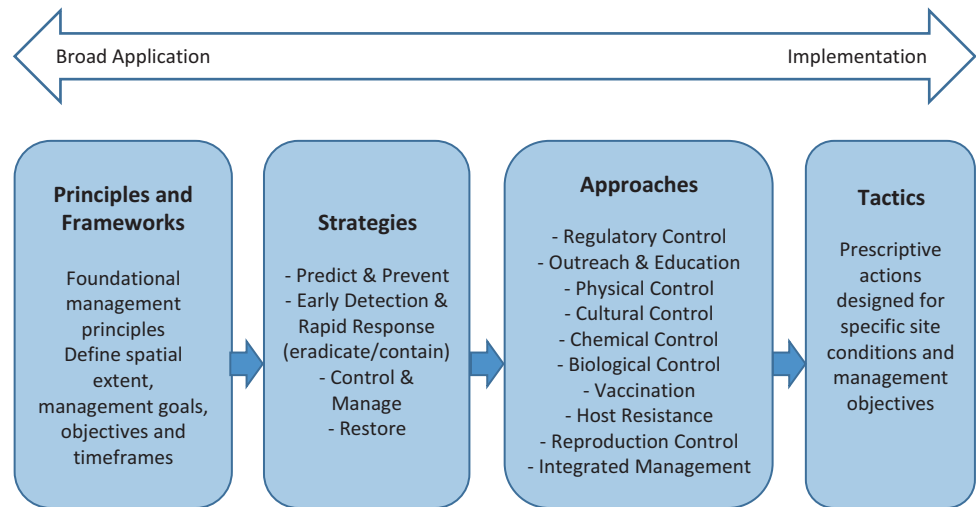 Broad Application
Implementation
Principles and
Frameworks
Foundational
management
principles
Define spatial
extent,
management goals,
objectives and
timeframes
Strategies
- Predict & Prevent
- Early Detection &
Rapid Response
(eradicate/contain)
- Control &
Manage
- Restore
Approaches
- Regulatory Control
- Outreach & Education
- Physical Control
- Cultural Control
- Chemical Control
- Biological Control
- Vaccination
- Host Resistance
- Reproduction Control
- Integrated Management
Tactics
Prescriptive
actions
designed for
specific site
conditions and
management
objectives